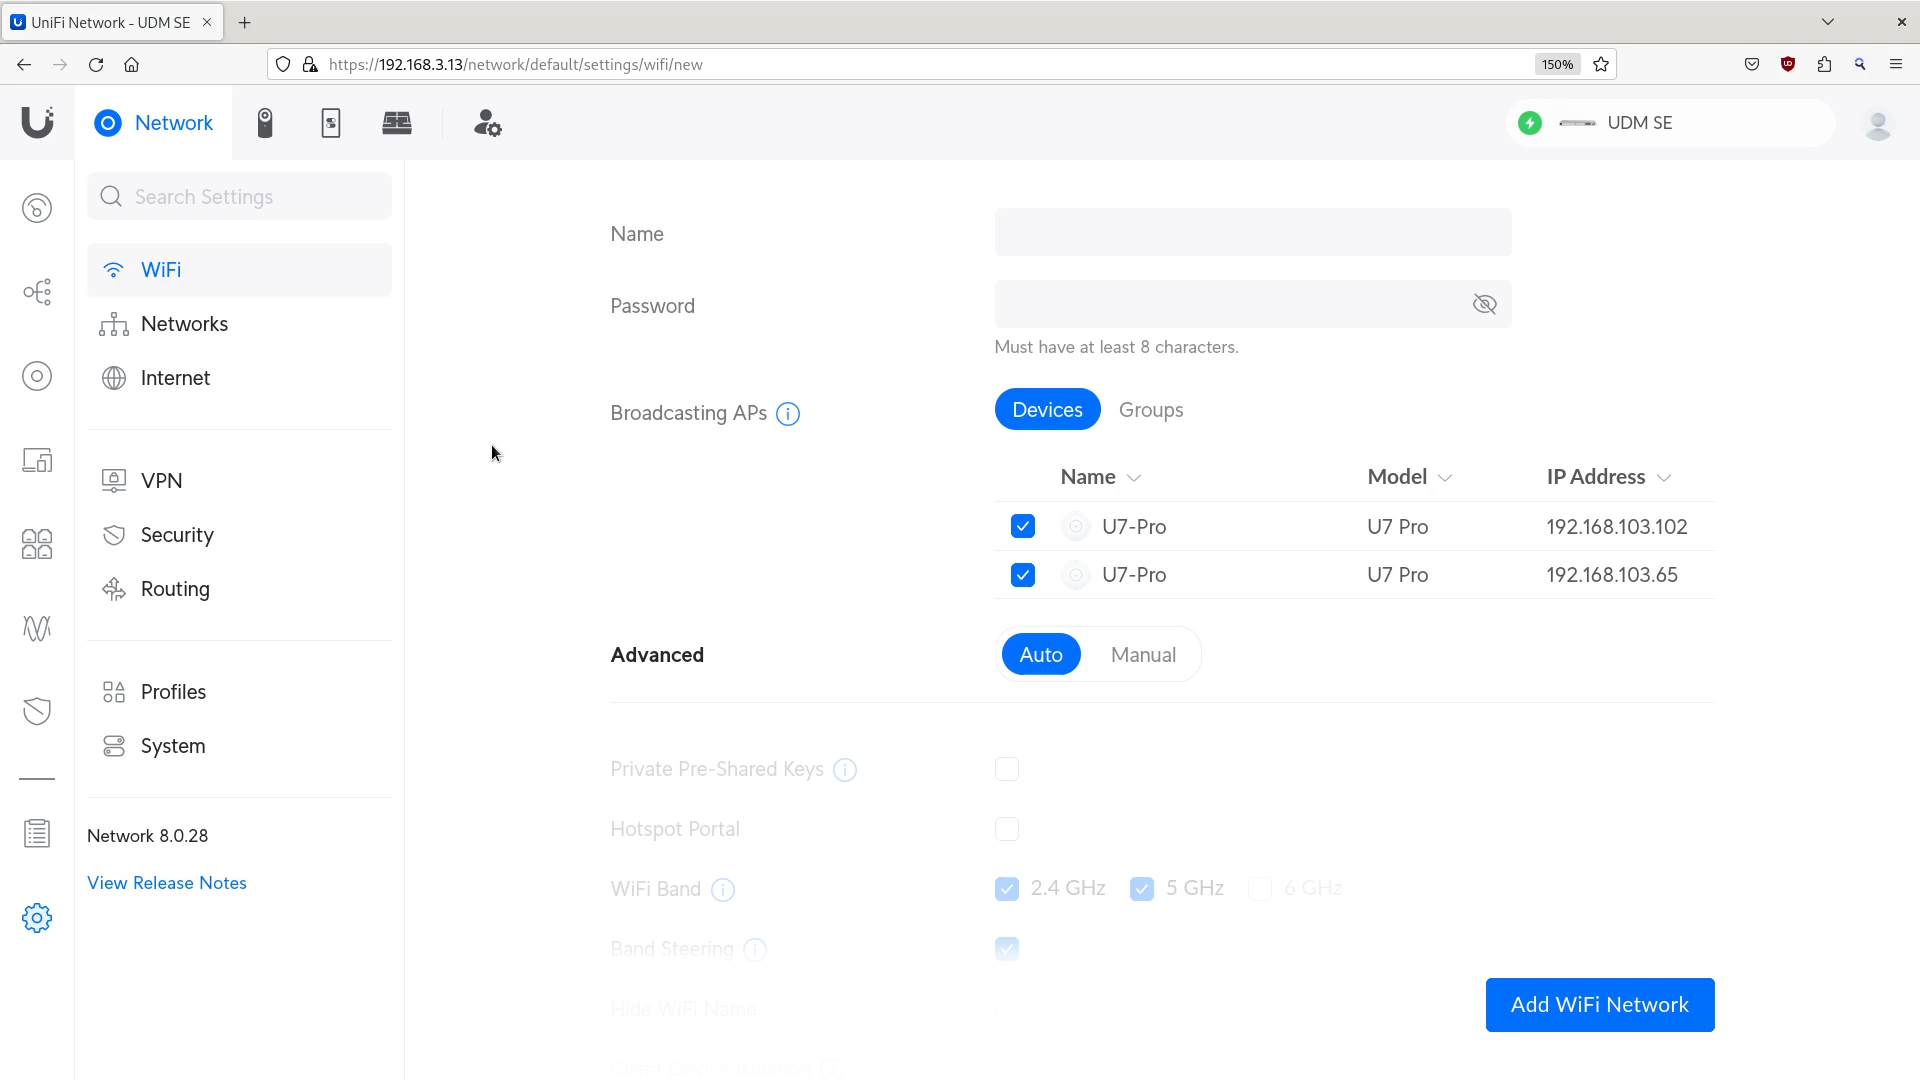 UniFi Network - UDM SE
https://192.168.3.13/network/default/settings/wifi/new
150%
Network
UDM SE
Search Settings
WiFi
Networks
Internet
VPN
Security
Routing
Profiles
System
Network 8.0.28
View Release Notes
Name
Password
Must have at least 8 characters.
Broadcasting APs
Devices Groups
Name Model IP Address
U7-Pro U7 Pro 192.168.103.102
U7-Pro U7 Pro 192.168.103.65
Advanced Auto Manual
Private Pre-Shared Keys
Hotspot Portal
WiFi Band 2.4 GHz 5 GHz 6 GHz
Band Steering
Hide WiFi Name
Add WiFi Network
Client Device Isolation